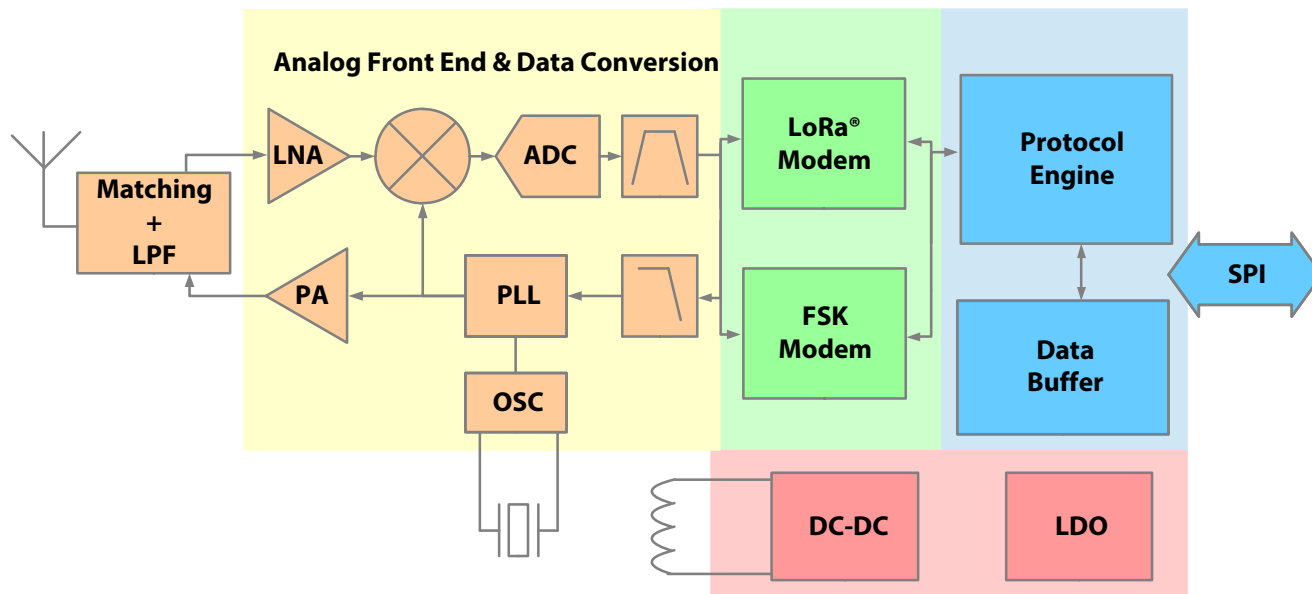 Analog Front End & Data Conversion
LNA
ADC
LoRa®
Modem
Protocol
Engine
Matching
+
LPF
PA
PLL
FSK
Modem
SPI
Data
Buffer
OSC
DC-DC
LDO